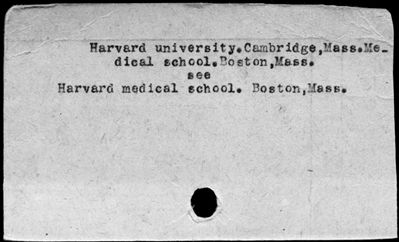 Harvard university.Cambridge,Mass.Me-
dical school.Boston,Mass.
see
Harvard medical school. Boston,Mass.